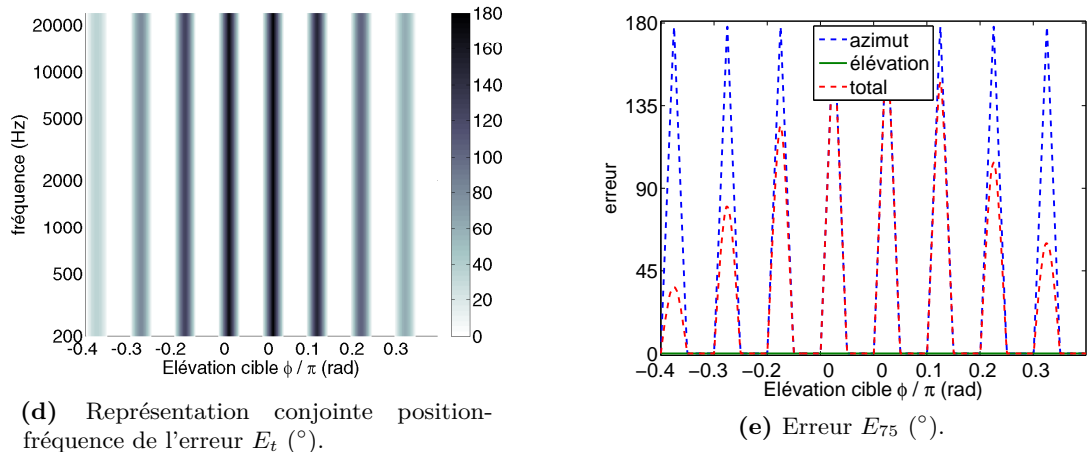 20000
10000
5000
2000
1000
500
200
fréquence (Hz)
-0.4 -0.3 -0.2 0 0 0.1 0.2 0.3
Elévation cible ϕ / π (rad)
180
160
140
120
100
80
60
40
20
0
(d) Représentation conjointe position-
fréquence de l'erreur Et (°).
180
135
90
45
0
erreur
azimut
élévation
total
−0.4 −0.3 −0.2 0 0 0.1 0.2 0.3
Elévation cible ϕ / π (rad)
(e) Erreur E75 (°).